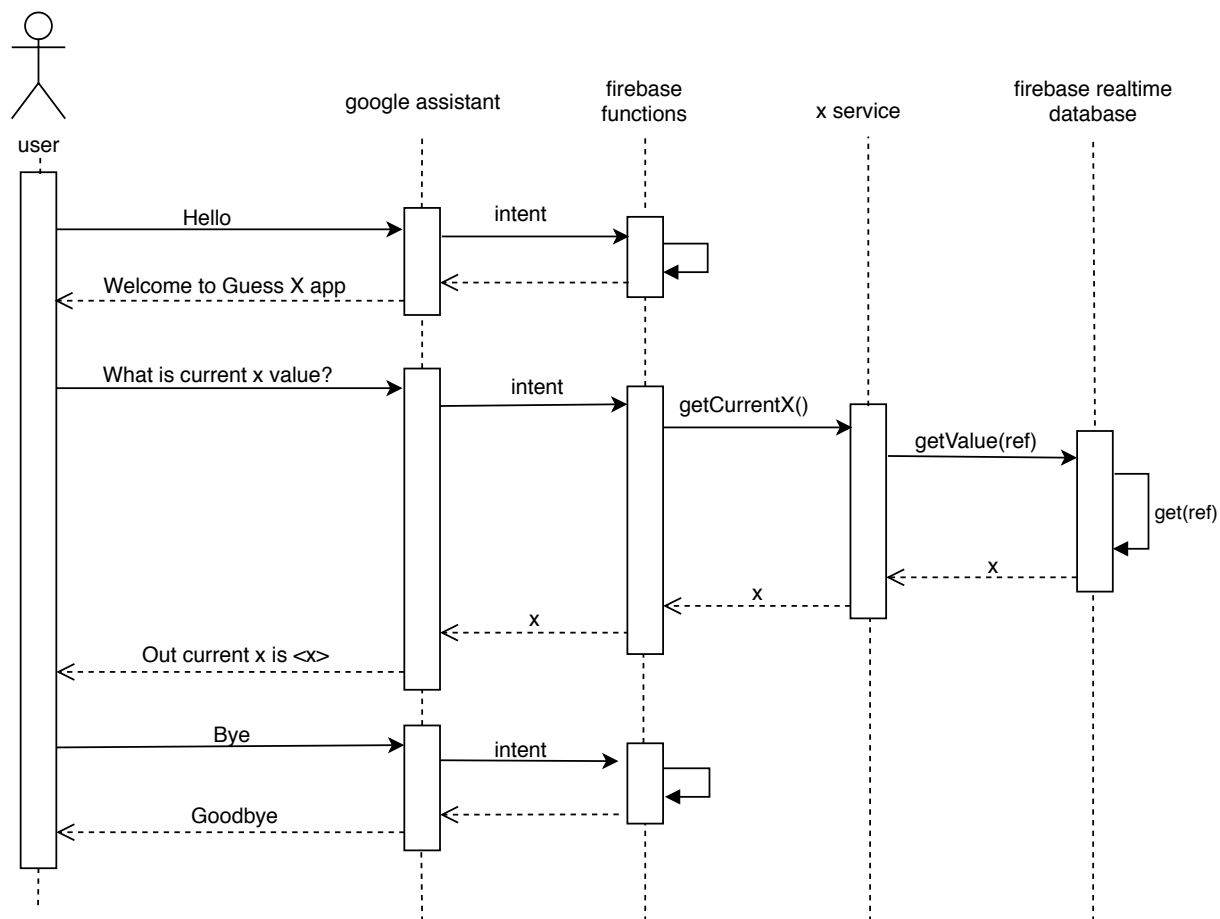 user
google assistant
firebase
functions
x service
firebase realtime
database
Hello
intent
Welcome to Guess X app
What is current x value?
intent
getCurrentX()
getValue(ref)
get(ref)
x
x
x
Out current x is <x>
Bye
intent
Goodbye